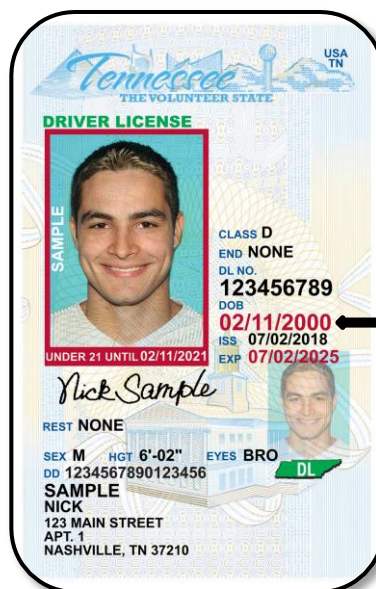 USA
TN
Tennessee
THE VOLUNTEER STATE
DRIVER LICENSE
SAMPLE
CLASS D
END NONE
DL NO.
123456789
DOB
02/11/2000
ISS 07/02/2018
EXP 07/02/2025
UNDER 21 UNTIL 02/11/2021
Nick Sample
REST NONE
SEX M HGT 6'-02" EYES BRO
DL
DD 1234567890123456
SAMPLE
NICK
123 MAIN STREET
APT. 1
NASHVILLE, TN 37210